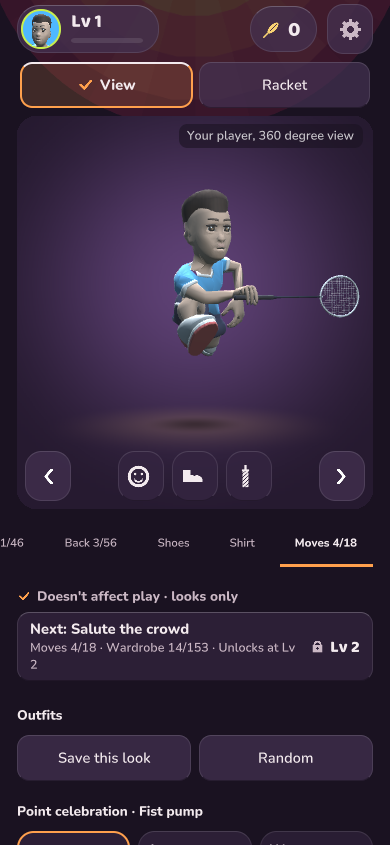 Lv 1
0
View
Racket
Your player, 360 degree view
1/46
Back 3/56
Shoes
Shirt
Moves 4/18
Doesn't affect play · looks only
Next: Salute the crowd
Moves 4/18 · Wardrobe 14/153 · Unlocks at Lv
2
Lv 2
Outfits
Save this look
Random
Point celebration · Fist pump